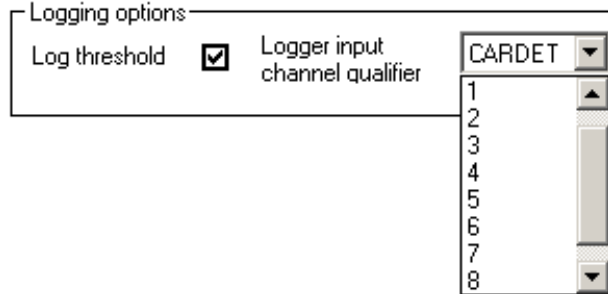 Logging options
Log threshold
Logger input
channel qualifier
CARDET
1
2
3
4
5
6
7
8